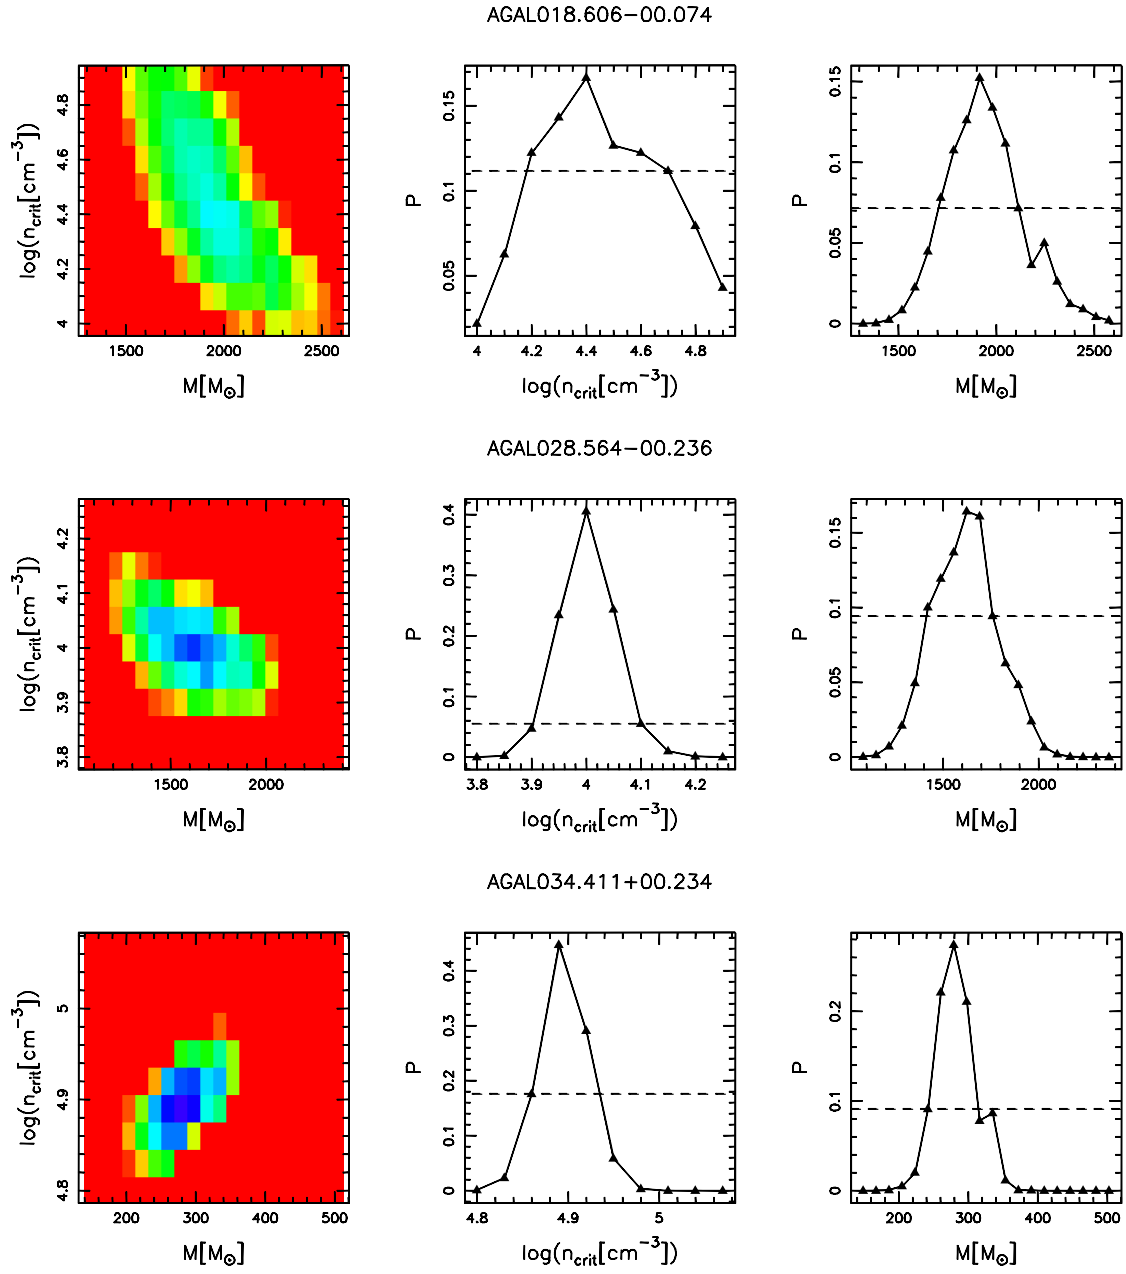 AGAL018.606−00.074
log(n_crit[cm^−3])
4 4.2 4.4 4.6 4.8
1500 2000 2500
M[M_⊙]
P
0.05 0.1 0.15
4 4.2 4.4 4.6 4.8
log(n_crit[cm^−3])
P
0 0.05 0.1 0.15
1500 2000 2500
M[M_⊙]
AGAL028.564−00.236
log(n_crit[cm^−3])
3.8 3.9 4 4.1 4.2
1500 2000
M[M_⊙]
P
0 0.1 0.2 0.3 0.4
3.8 3.9 4 4.1 4.2
log(n_crit[cm^−3])
P
0 0.05 0.1 0.15
1500 2000
M[M_⊙]
AGAL034.411+00.234
log(n_crit[cm^−3])
4.8 4.9 5
200 300 400 500
M[M_⊙]
P
0 0.1 0.2 0.3 0.4
4.8 4.9 5
log(n_crit[cm^−3])
P
0 0.1 0.2
200 300 400 500
M[M_⊙]